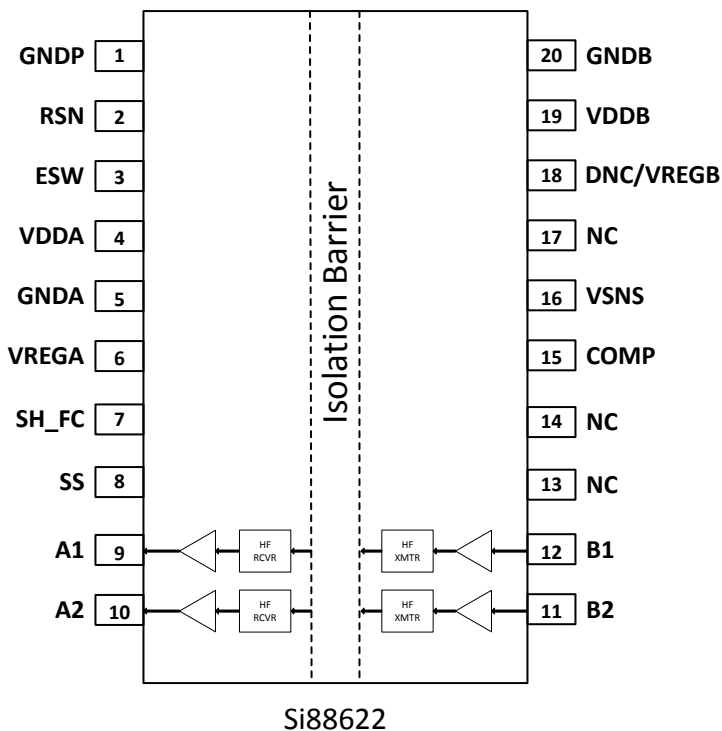 GNDP 1
20 GNDB
RSN 2
19 VDDB
ESW 3
18 DNC/VREGB
VDDA 4
17 NC
GNDA 5
16 VSNS
VREGA 6
15 COMP
SH_FC 7
14 NC
SS 8
13 NC
Isolation Barrier
A1 9
HF
RCVR
HF
XMTR
12 B1
A2 10
HF
RCVR
HF
XMTR
11 B2
Si88622